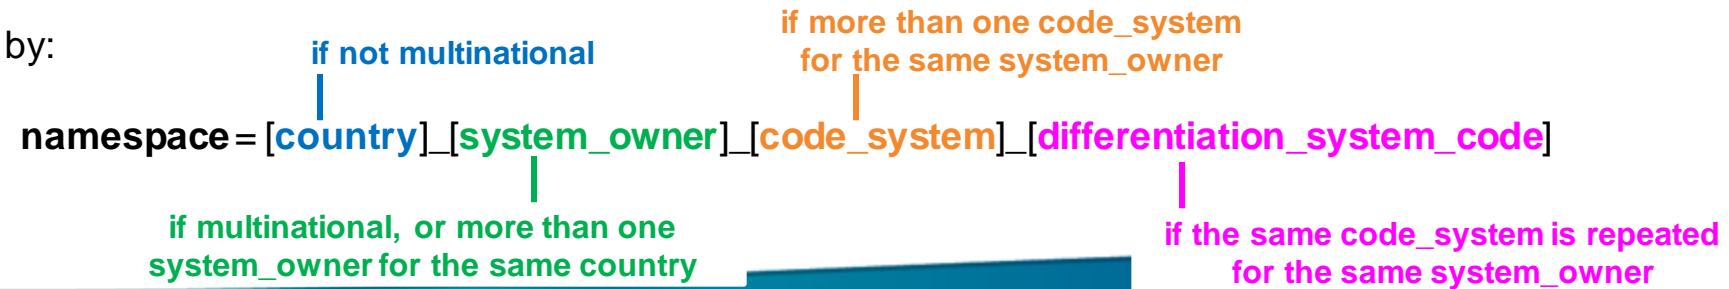 by:
if not multinational
if more than one code_system
for the same system_owner
namespace = [country]_[system_owner]_[code_system]_[differentiation_system_code]
if multinational, or more than one
system_owner for the same country
if the same code_system is repeated
for the same system_owner